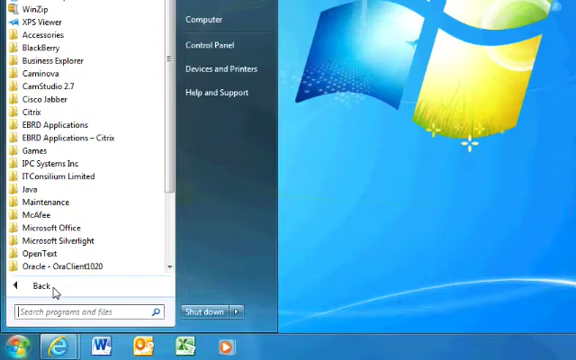 WinZip
XPS Viewer
Accessories
BlackBerry
Business Explorer
Caminova
CamStudio 2.7
Cisco Jabber
Citrix
EBRD Applications
EBRD Applications – Citrix
Games
IPC Systems Inc
ITConsilium Limited
Java
Maintenance
McAfee
Microsoft Office
Microsoft Silverlight
OpenText
Oracle - OraClient1020
Back
Search programs and files
Computer
Control Panel
Devices and Printers
Help and Support
Shut down